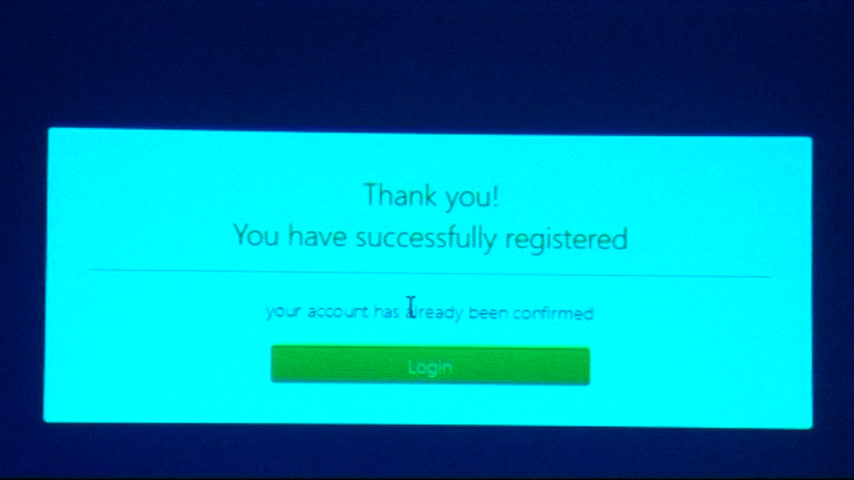 Thank you!
You have successfully registered
your account has already been confirmed
Login